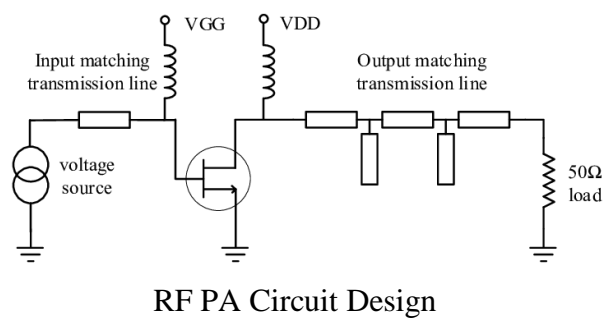 VGG
VDD
Input matching
transmission line
Output matching
transmission line
voltage
source
50Ω
load
RF PA Circuit Design